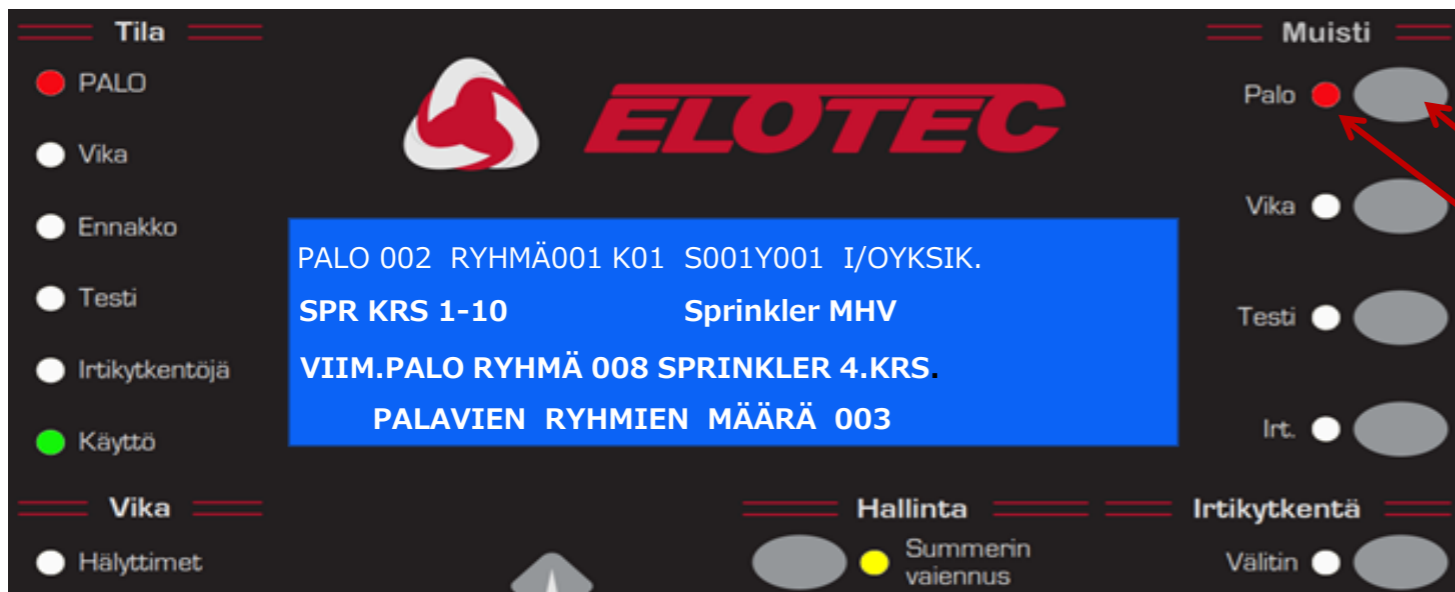 Tila
PALO
Vika
Ennakko
Testi
Irtikytkentöjä
Käyttö
Vika
Hälyttimet
ELOTEC
PALO 002 RYHMÄ001 K01 S001Y001 I/OYKSIK.
SPR KRS 1-10 Sprinkler MHV
VIIM.PALO RYHMÄ 008 SPRINKLER 4.KRS.
PALAVIEN RYHMIEN MÄÄRÄ 003
Hallinta
Summerin
vaiennus
Muisti
Palo
Vika
Testi
Irt.
Irtikytkentä
Välitin